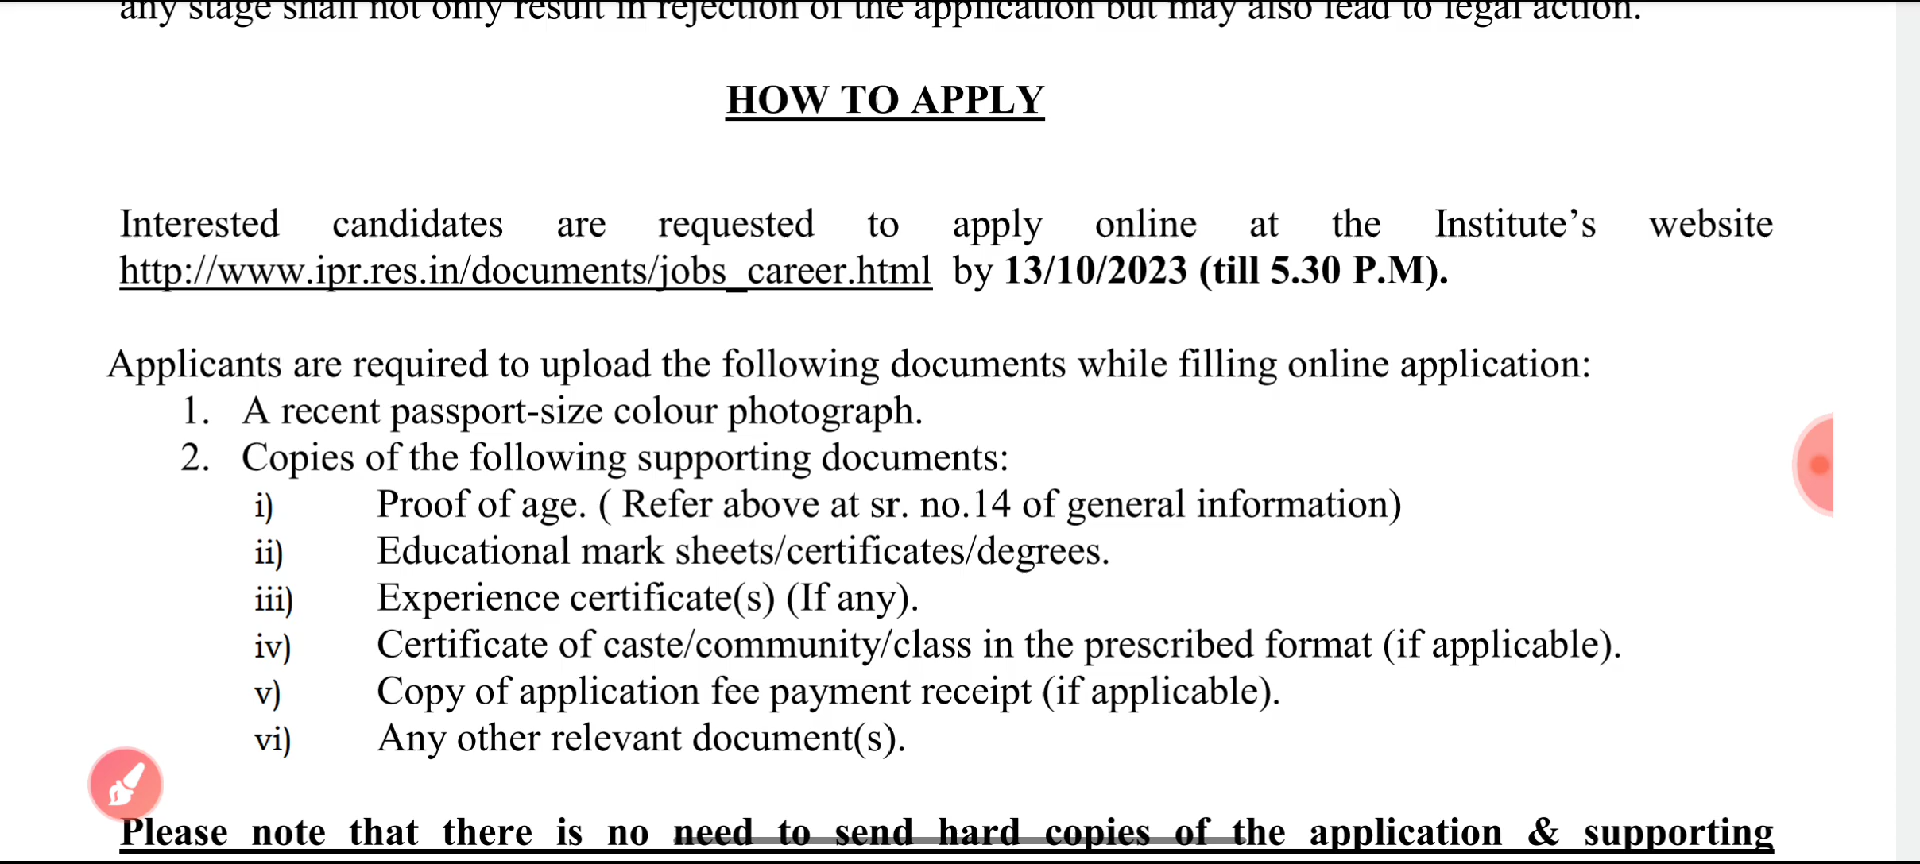 any stage shall not only result in rejection of the application but may also lead to legal action.
HOW TO APPLY
Interested candidates are requested to apply online at the Institute’s website
http://www.ipr.res.in/documents/jobs_career.html by 13/10/2023 (till 5.30 P.M).
Applicants are required to upload the following documents while filling online application:
1. A recent passport-size colour photograph.
2. Copies of the following supporting documents:
i) Proof of age. ( Refer above at sr. no.14 of general information)
ii) Educational mark sheets/certificates/degrees.
iii) Experience certificate(s) (If any).
iv) Certificate of caste/community/class in the prescribed format (if applicable).
v) Copy of application fee payment receipt (if applicable).
vi) Any other relevant document(s).
Please note that there is no need to send hard copies of the application & supporting